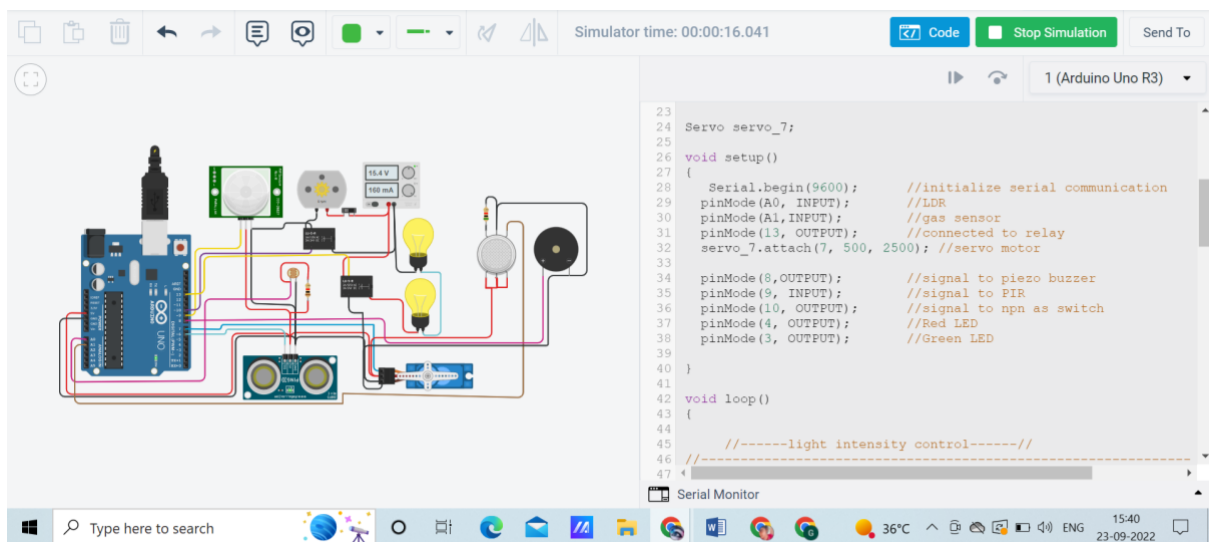 Simulator time: 00:00:16.041
Code
Stop Simulation
Send To
1 (Arduino Uno R3)
15.4 V
160 mA
UNO
23
24 Servo servo_7;
25
26 void setup()
27 {
28 Serial.begin(9600); //initialize serial communication
29 pinMode(A0, INPUT); //LDR
30 pinMode(A1,INPUT); //gas sensor
31 pinMode(13, OUTPUT); //connected to relay
32 servo_7.attach(7, 500, 2500); //servo motor
33
34 pinMode(8,OUTPUT); //signal to piezo buzzer
35 pinMode(9, INPUT); //signal to PIR
36 pinMode(10, OUTPUT); //signal to npn as switch
37 pinMode(4, OUTPUT); //Red LED
38 pinMode(3, OUTPUT); //Green LED
39
40 }
41
42 void loop()
43 {
44
45 //------light intensity control------//
46 //------------------------------------------------------
47
Serial Monitor
Type here to search
36°C
ENG
15:40
23-09-2022